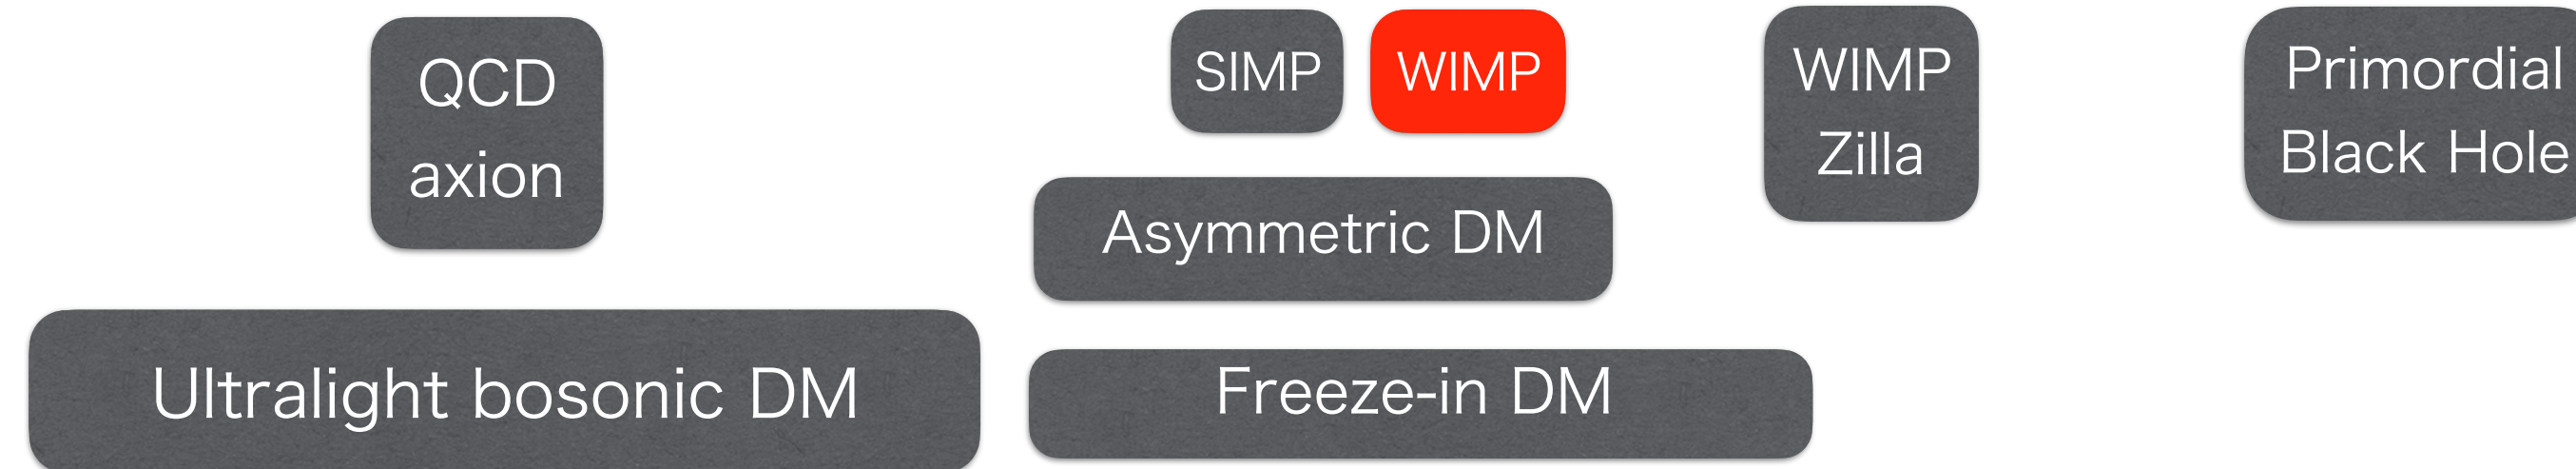 QCD
axion
SIMP
WIMP
WIMP
Zilla
Primordial
Black Hole
Asymmetric DM
Ultralight bosonic DM
Freeze-in DM